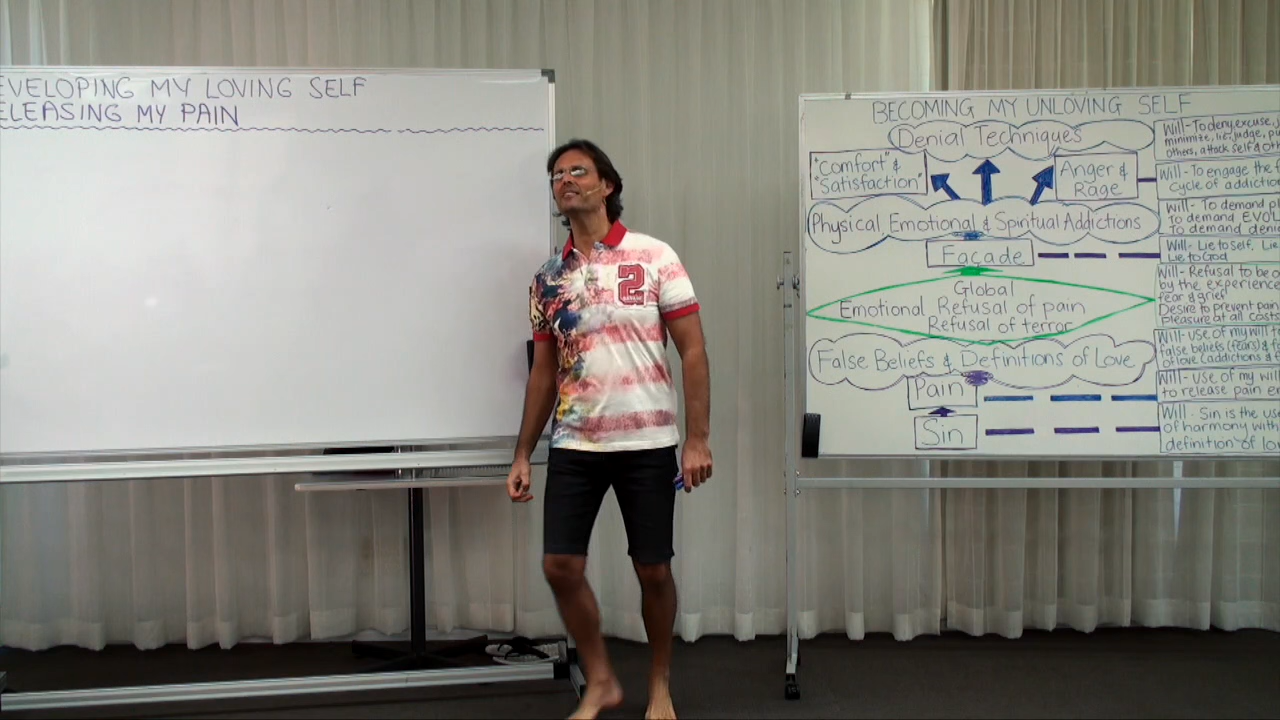 EVELOPING MY LOVING SELF
ELEASING MY PAIN
2
BECOMING MY UNLOVING SELF
Denial Techniques
"Comfort" &
"Satisfaction"
Anger &
Rage
Physical, Emotional & Spiritual Addictions
Façade
Global
Emotional Refusal of pain
Refusal of terror
False Beliefs & Definitions of Love
Pain
Sin
Will- To deny, excuse,
minimize, lie, judge,
others, attack self &
Will - To engage the
cycle of addictio
Will - To demand
To demand EVOL
To demand
Will- Lie to self, Lie
Lie to God
Will - Refusal to be
by the experience
fear & grief
Desire to prevent pain
pleasure at all costs
Will- Use of my will
false beliefs (fears) &
of love (addictions &
Will - Use of my will
to release pain
Will - Sin is the us
of harmony with
definition of lo